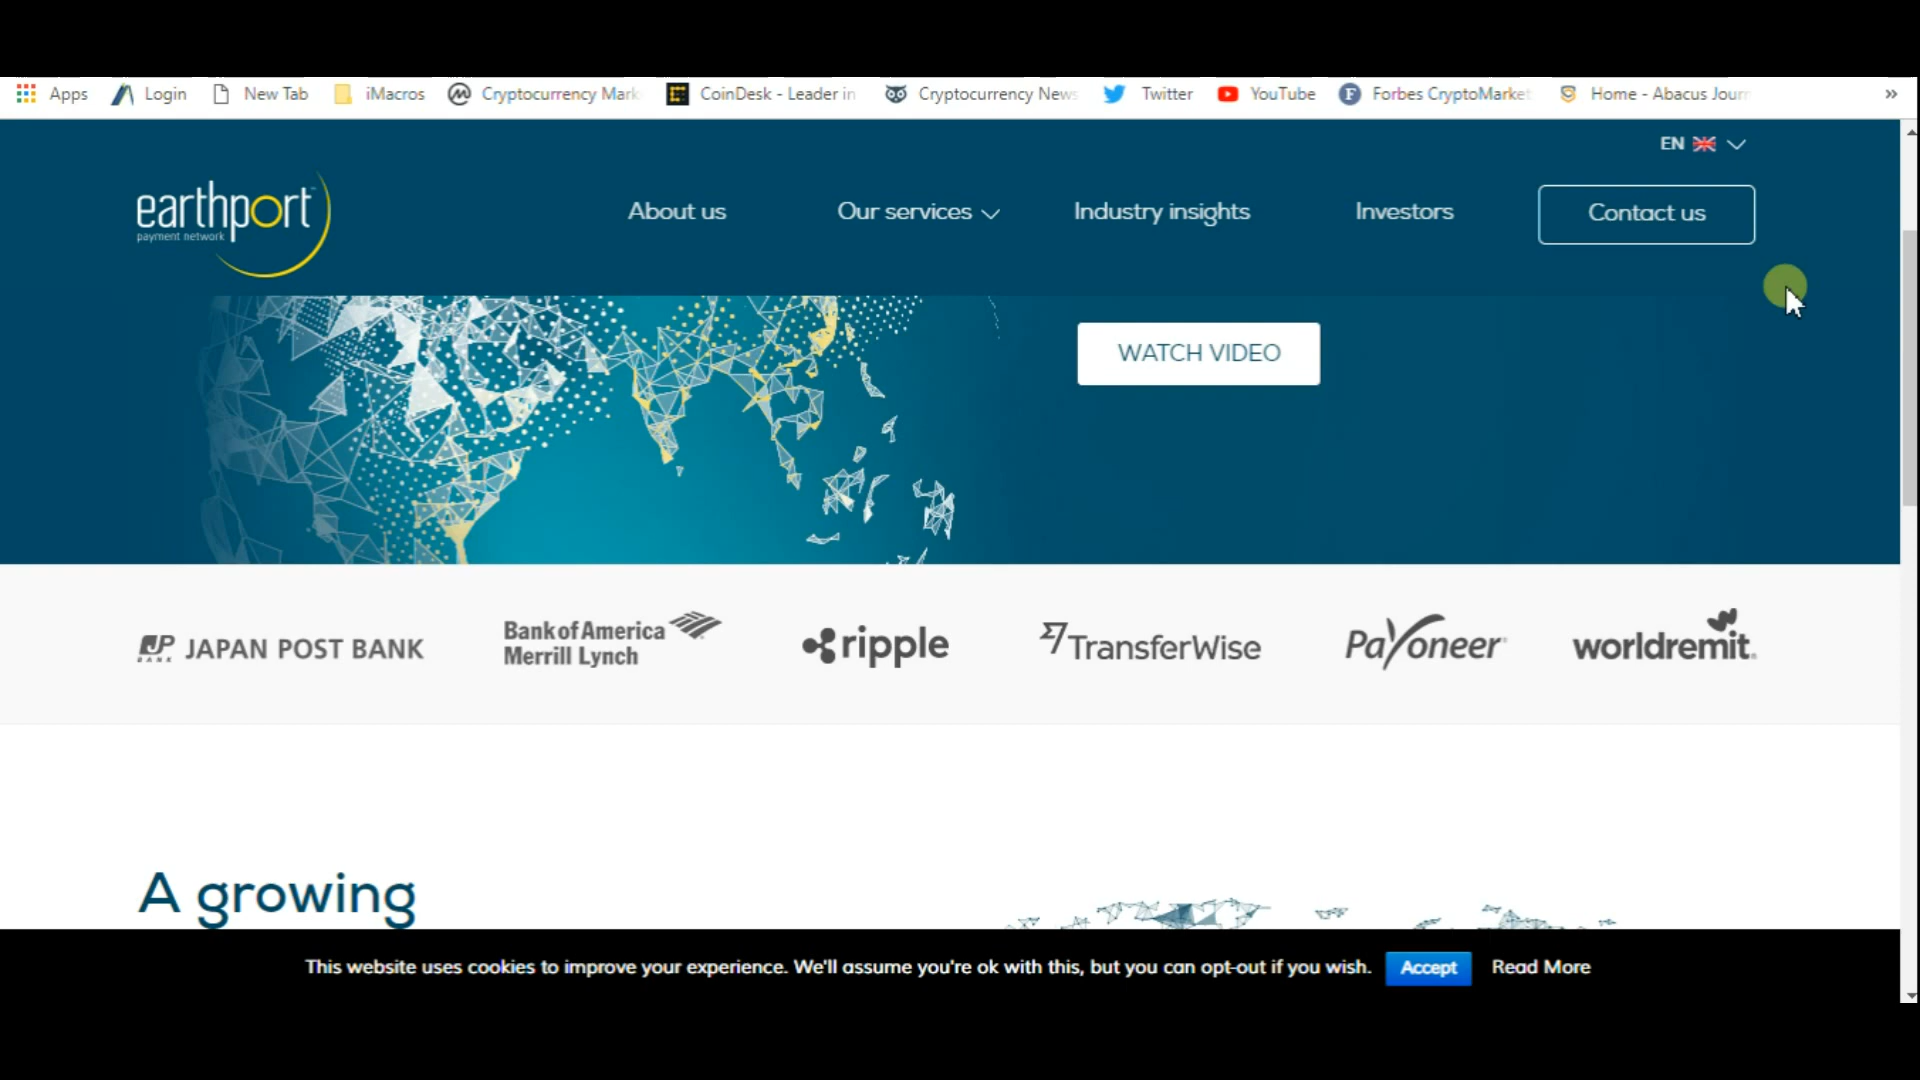 Apps Login New Tab iMacros Cryptocurrency Mark CoinDesk - Leader in Cryptocurrency News Twitter YouTube Forbes CryptoMarket Home - Abacus Journ »
EN
earthport™
payment network
About us Our services Industry insights Investors Contact us
WATCH VIDEO
JP BANK JAPAN POST BANK
Bank of America
Merrill Lynch
ripple
TransferWise
Payoneer
worldremit
A growing
This website uses cookies to improve your experience. We'll assume you're ok with this, but you can opt-out if you wish. Accept Read More